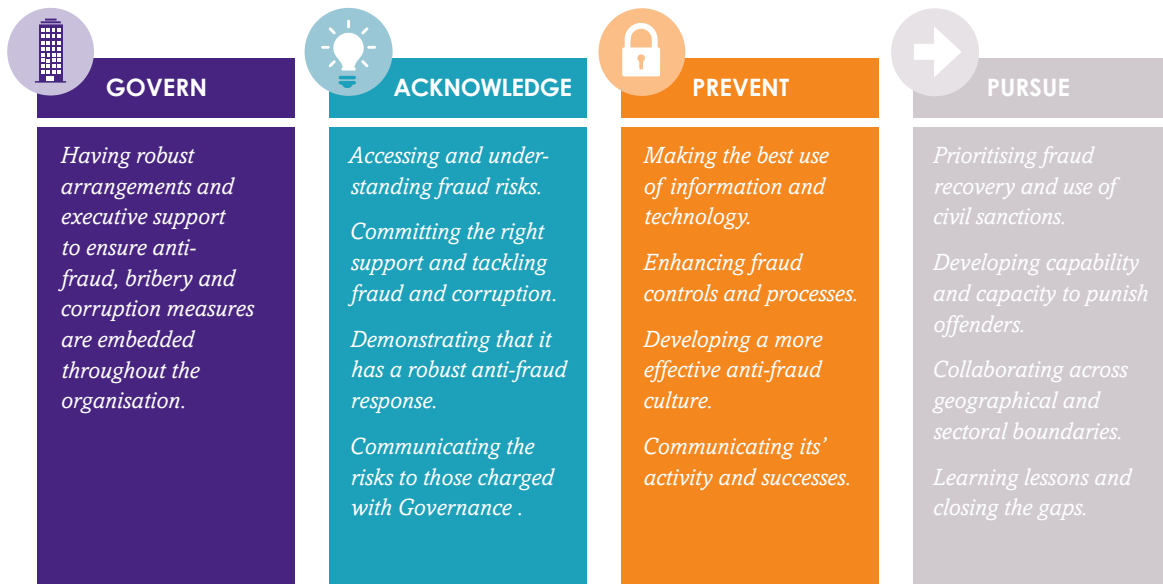 GOVERN
Having robust
arrangements and
executive support
to ensure anti-
fraud, bribery and
corruption measures
are embedded
throughout the
organisation.
ACKNOWLEDGE
Accessing and under-
standing fraud risks.
Committing the right
support and tackling
fraud and corruption.
Demonstrating that it
has a robust anti-fraud
response.
Communicating the
risks to those charged
with Governance .
PREVENT
Making the best use
of information and
technology.
Enhancing fraud
controls and processes.
Developing a more
effective anti-fraud
culture.
Communicating its’
activity and successes.
PURSUE
Prioritising fraud
recovery and use of
civil sanctions.
Developing capability
and capacity to punish
offenders.
Collaborating across
geographical and
sectoral boundaries.
Learning lessons and
closing the gaps.